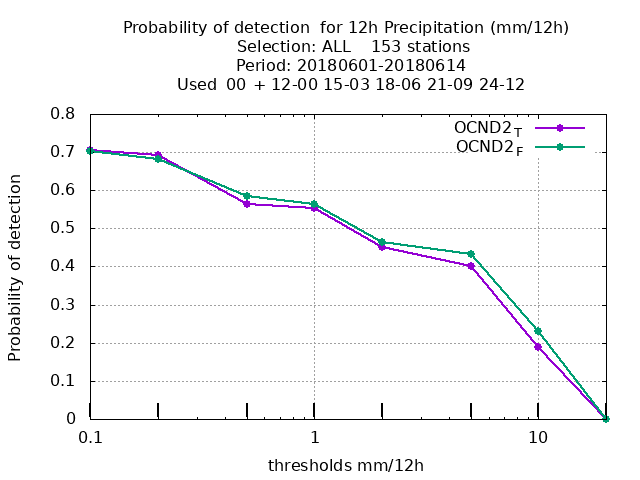 Probability of detection  for 12h Precipitation (mm/12h)
Selection: ALL    153 stations
Period: 20180601-20180614
Used  00 + 12-00 15-03 18-06 21-09 24-12
OCND2T
OCND2F
Probability of detection
0.8
0.7
0.6
0.5
0.4
0.3
0.2
0.1
0
0.1 1 10
thresholds mm/12h